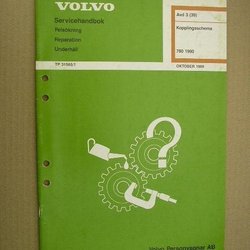 VOLVO
Servicehandbok
Felsökning
Reparation
Underhåll
TP 31565/1
Avd 3 (39)
Kopplingsschema
760 1990
OKTOBER 1989
Volvo Personvagnar AB